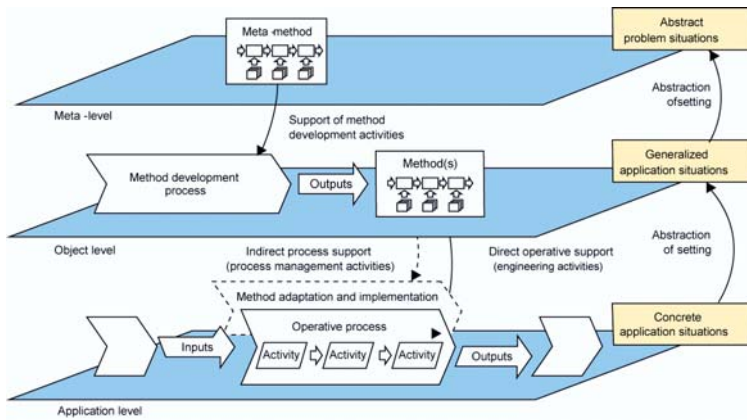 Meta -method
Abstract
problem situations
Meta -level
Support of method
development activities
Abstraction
ofsetting
Method development
process
Outputs
Method(s)
Generalized
application situations
Object level
Indirect process support
(process management activities)
Direct operative support
(engineering activities)
Abstraction
of setting
Method adaptation and implementation
Operative process
Concrete
application situations
Inputs
Activity
Activity
Activity
Outputs
Application level